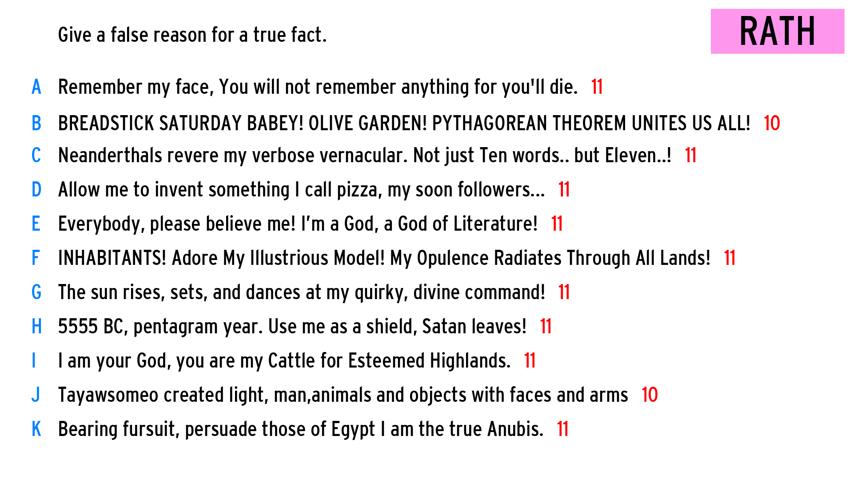 Give a false reason for a true fact.
RATH
A Remember my face, You will not remember anything for you'll die. 11
B BREADSTICK SATURDAY BABEY! OLIVE GARDEN! PYTHAGOREAN THEOREM UNITES US ALL! 10
C Neanderthals revere my verbose vernacular. Not just Ten words.. but Eleven..! 11
D Allow me to invent something I call pizza, my soon followers... 11
E Everybody, please believe me! I'm a God, a God of Literature! 11
F INHABITANTS! Adore My Illustrious Model! My Opulence Radiates Through All Lands! 11
G The sun rises, sets, and dances at my quirky, divine command! 11
H 5555 BC, pentagram year. Use me as a shield, Satan leaves! 11
I I am your God, you are my Cattle for Esteemed Highlands. 11
J Tayawsomeo created light, man,animals and objects with faces and arms 10
K Bearing fursuit, persuade those of Egypt I am the true Anubis. 11